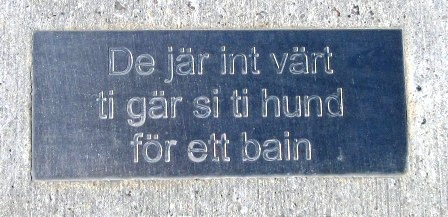 De jär int värt
ti gär si ti hund
för ett bain